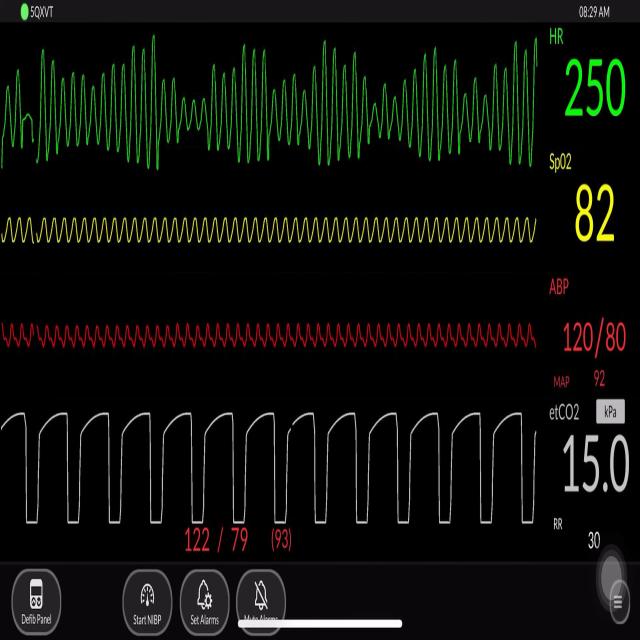 5QXVT
08:29 AM
HR
250
SpO2
82
ABP
120/80
MAP 92
etCO2 kPa
15.0
RR
30
122 / 79 (93)
Defib Panel
Start NIBP
Set Alarms
Mute Alarms